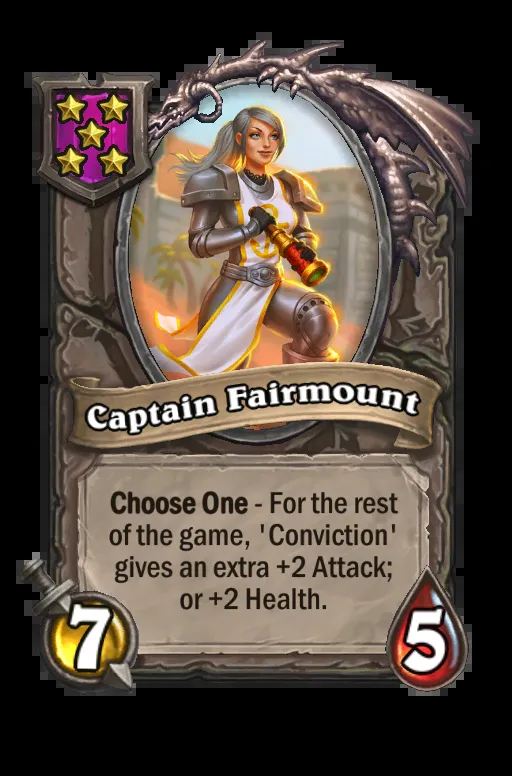 Captain Fairmount
Choose One - For the rest
of the game, 'Conviction'
gives an extra +2 Attack;
or +2 Health.
7
5